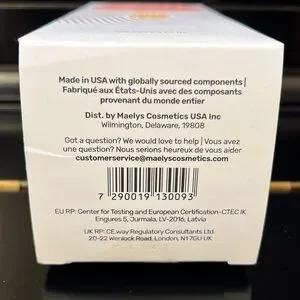 Made in USA with globally sourced components |
Fabriqué aux États-Unis avec des composants
provenant du monde entier
Dist. by Maelys Cosmetics USA Inc
Wilmington, Delaware, 19808
Got a question? We would love to help | Vous avez
une question? Nous serions heureux de vous aider
customerservice@maelyscosmetics.com
7 290019 130093
EU RP: Center for Testing and European Certification-CTEC IK
Engures 5, Jurmala, LV-2016, Latvia
UK RP: CE.way Regulatory Consultants Ltd.
20-22 Wenlock Road, London, N1 7GU UK